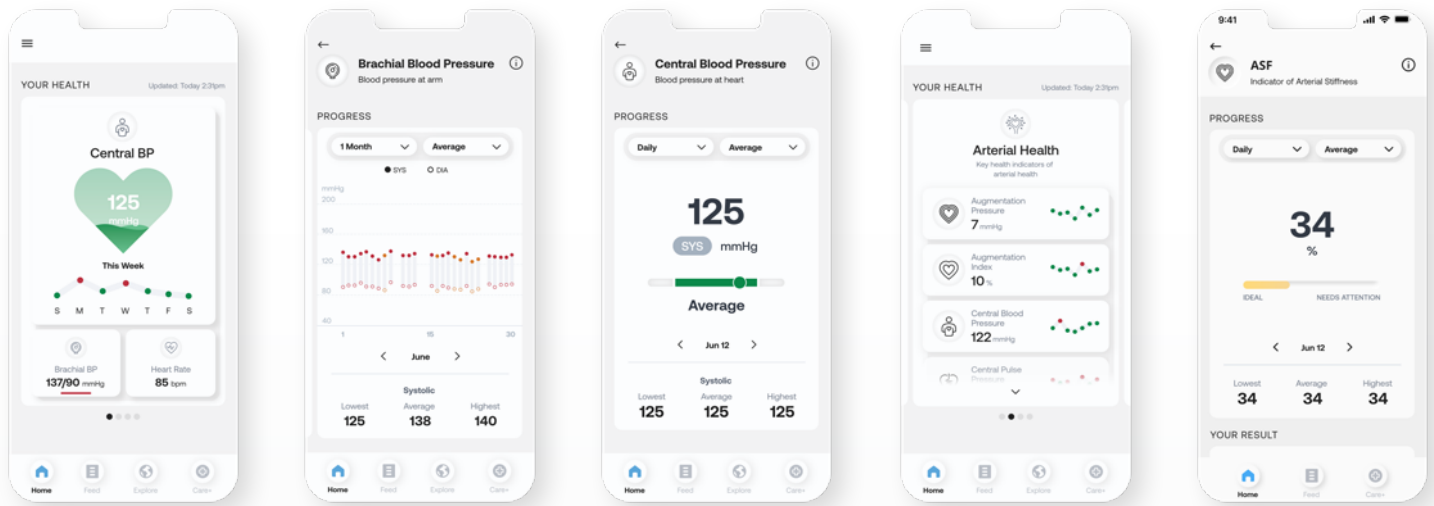 YOUR HEALTH
Updated: Today 2:31pm
Central BP
125
mmHg
This Week
S M T W T F S
Brachial BP
137/90 mmHg
Heart Rate
85 bpm
Home Feed Explore Care+
Brachial Blood Pressure
Blood pressure at arm
PROGRESS
1 Month Average
SYS DIA
mmHg
200
160
120
80
40
1 15 30
June
Systolic
Lowest Average Highest
125 138 140
Home Feed Explore Care+
Central Blood Pressure
Blood pressure at heart
PROGRESS
Daily Average
125
SYS mmHg
Average
Jun 12
Systolic
Lowest Average Highest
125 125 125
Home Feed Explore Care+
YOUR HEALTH
Updated: Today 2:31pm
Arterial Health
Key health indicators of
arterial health
Augmentation
Pressure
7 mmHg
Augmentation
Index
10 %
Central Blood
Pressure
122 mmHg
Central Pulse
Pressure
Home Feed Explore Care+
9:41
ASF
Indicator of Arterial Stiffness
PROGRESS
Daily Average
34
%
IDEAL NEEDS ATTENTION
Jun 12
Lowest Average Highest
34 34 34
YOUR RESULT
Home Feed Care+